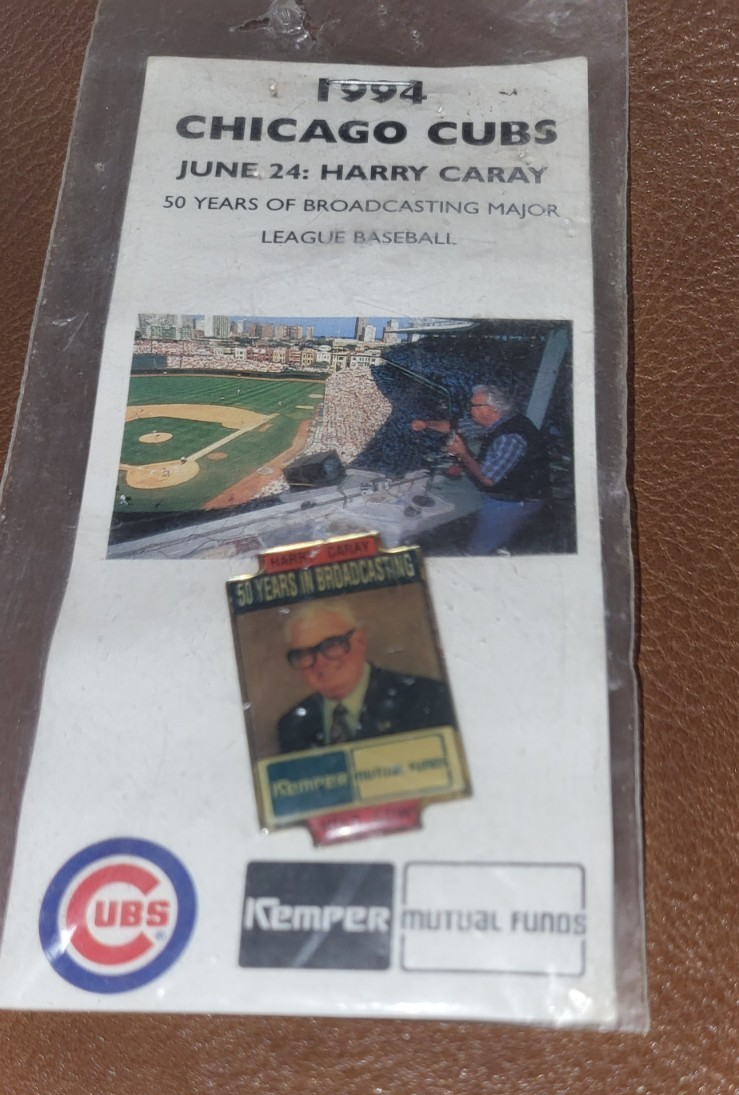 1994
CHICAGO CUBS
JUNE 24: HARRY CARAY
50 YEARS OF BROADCASTING MAJOR
LEAGUE BASEBALL
HARRY CARAY
50 YEARS IN BROADCASTING
Kemper MUTUAL FUNDS
CUBS
Kemper MUTUAL FUNDS